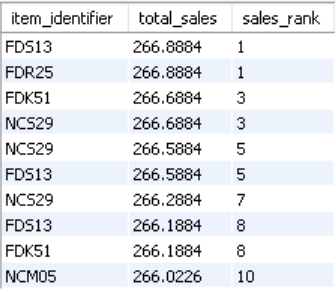 item_identifier total_sales sales_rank
FDS13 266.8884 1
FDR25 266.8884 1
FDK51 266.6884 3
NCS29 266.6884 3
NCS29 266.5884 5
FDS13 266.5884 5
NCS29 266.2884 7
FDS13 266.1884 8
FDK51 266.1884 8
NCM05 266.0226 10